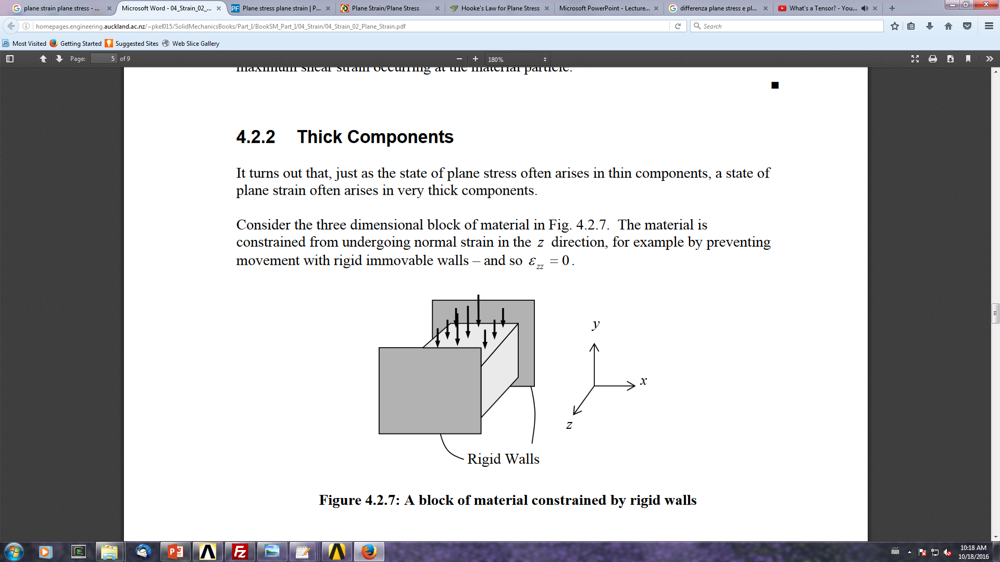 plane strain plane stress - ...
Microsoft Word - 04_Strain_02_...
Plane stress plane strain | P...
Plane Strain/Plane Stress
Hooke's Law for Plane Stress
Microsoft PowerPoint - Lecture...
differenza plane stress e pl...
What's a Tensor? - You...
homepages.engineering.auckland.ac.nz/~pkel015/SolidMechanicsBooks/Part_I/BookSM_Part_I/04_Strain/04_Strain_02_Plane_Strain.pdf
Search
Most Visited
Getting Started
Suggested Sites
Web Slice Gallery
Page: 5 of 9
180%
maximum shear strain occurring at the material particle.
4.2.2 Thick Components
It turns out that, just as the state of plane stress often arises in thin components, a state of
plane strain often arises in very thick components.
Consider the three dimensional block of material in Fig. 4.2.7. The material is
constrained from undergoing normal strain in the z direction, for example by preventing
movement with rigid immovable walls – and so ε_zz = 0.
y
x
z
Rigid Walls
Figure 4.2.7: A block of material constrained by rigid walls
10:18 AM
10/18/2016